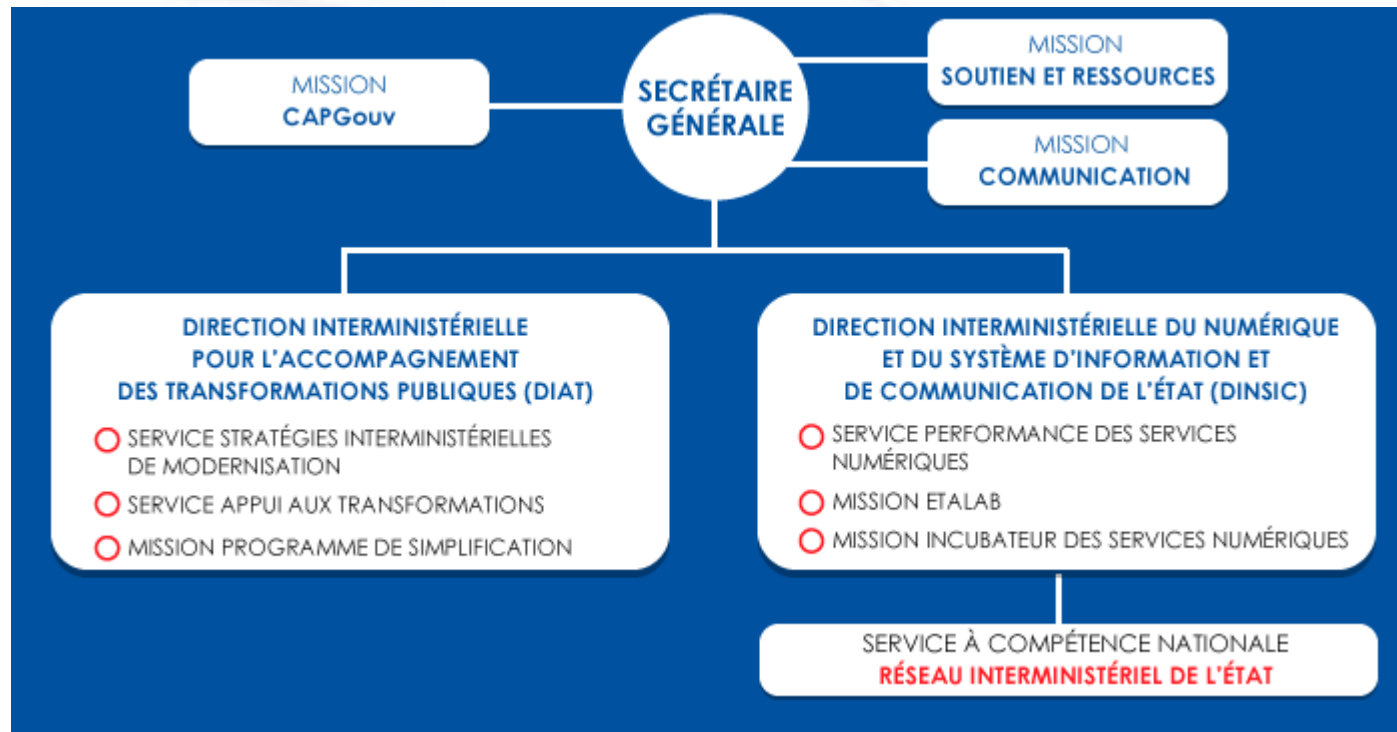 MISSION
CAPGouv
SECRÉTAIRE
GÉNÉRALE
MISSION
SOUTIEN ET RESSOURCES
MISSION
COMMUNICATION
DIRECTION INTERMINISTÉRIELLE
POUR L'ACCOMPAGNEMENT
DES TRANSFORMATIONS PUBLIQUES (DIAT)
SERVICE STRATÉGIES INTERMINISTÉRIELLES
DE MODERNISATION
SERVICE APPUI AUX TRANSFORMATIONS
MISSION PROGRAMME DE SIMPLIFICATION
DIRECTION INTERMINISTÉRIELLE DU NUMÉRIQUE
ET DU SYSTÈME D'INFORMATION ET
DE COMMUNICATION DE L'ÉTAT (DINSIC)
SERVICE PERFORMANCE DES SERVICES
NUMÉRIQUES
MISSION ETALAB
MISSION INCUBATEUR DES SERVICES NUMÉRIQUES
SERVICE À COMPÉTENCE NATIONALE
RÉSEAU INTERMINISTÉRIEL DE L'ÉTAT